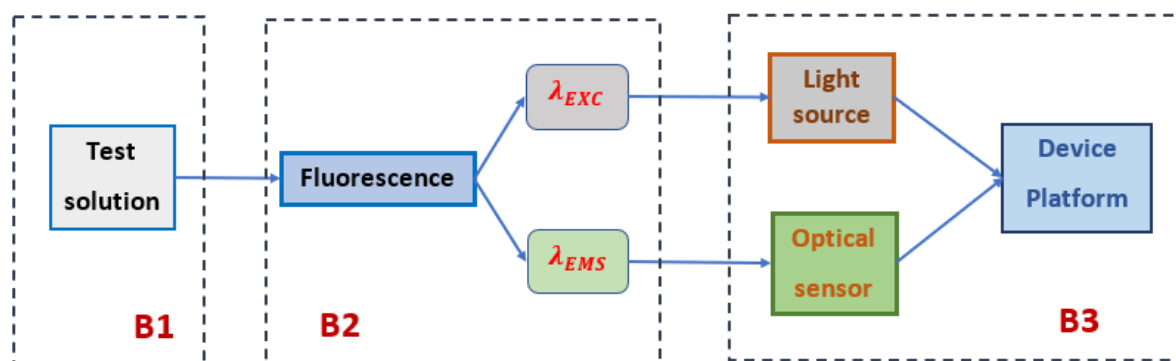 Test
solution
B1
Fluorescence
λEXC
λEMS
B2
Light
source
Optical
sensor
Device
Platform
B3